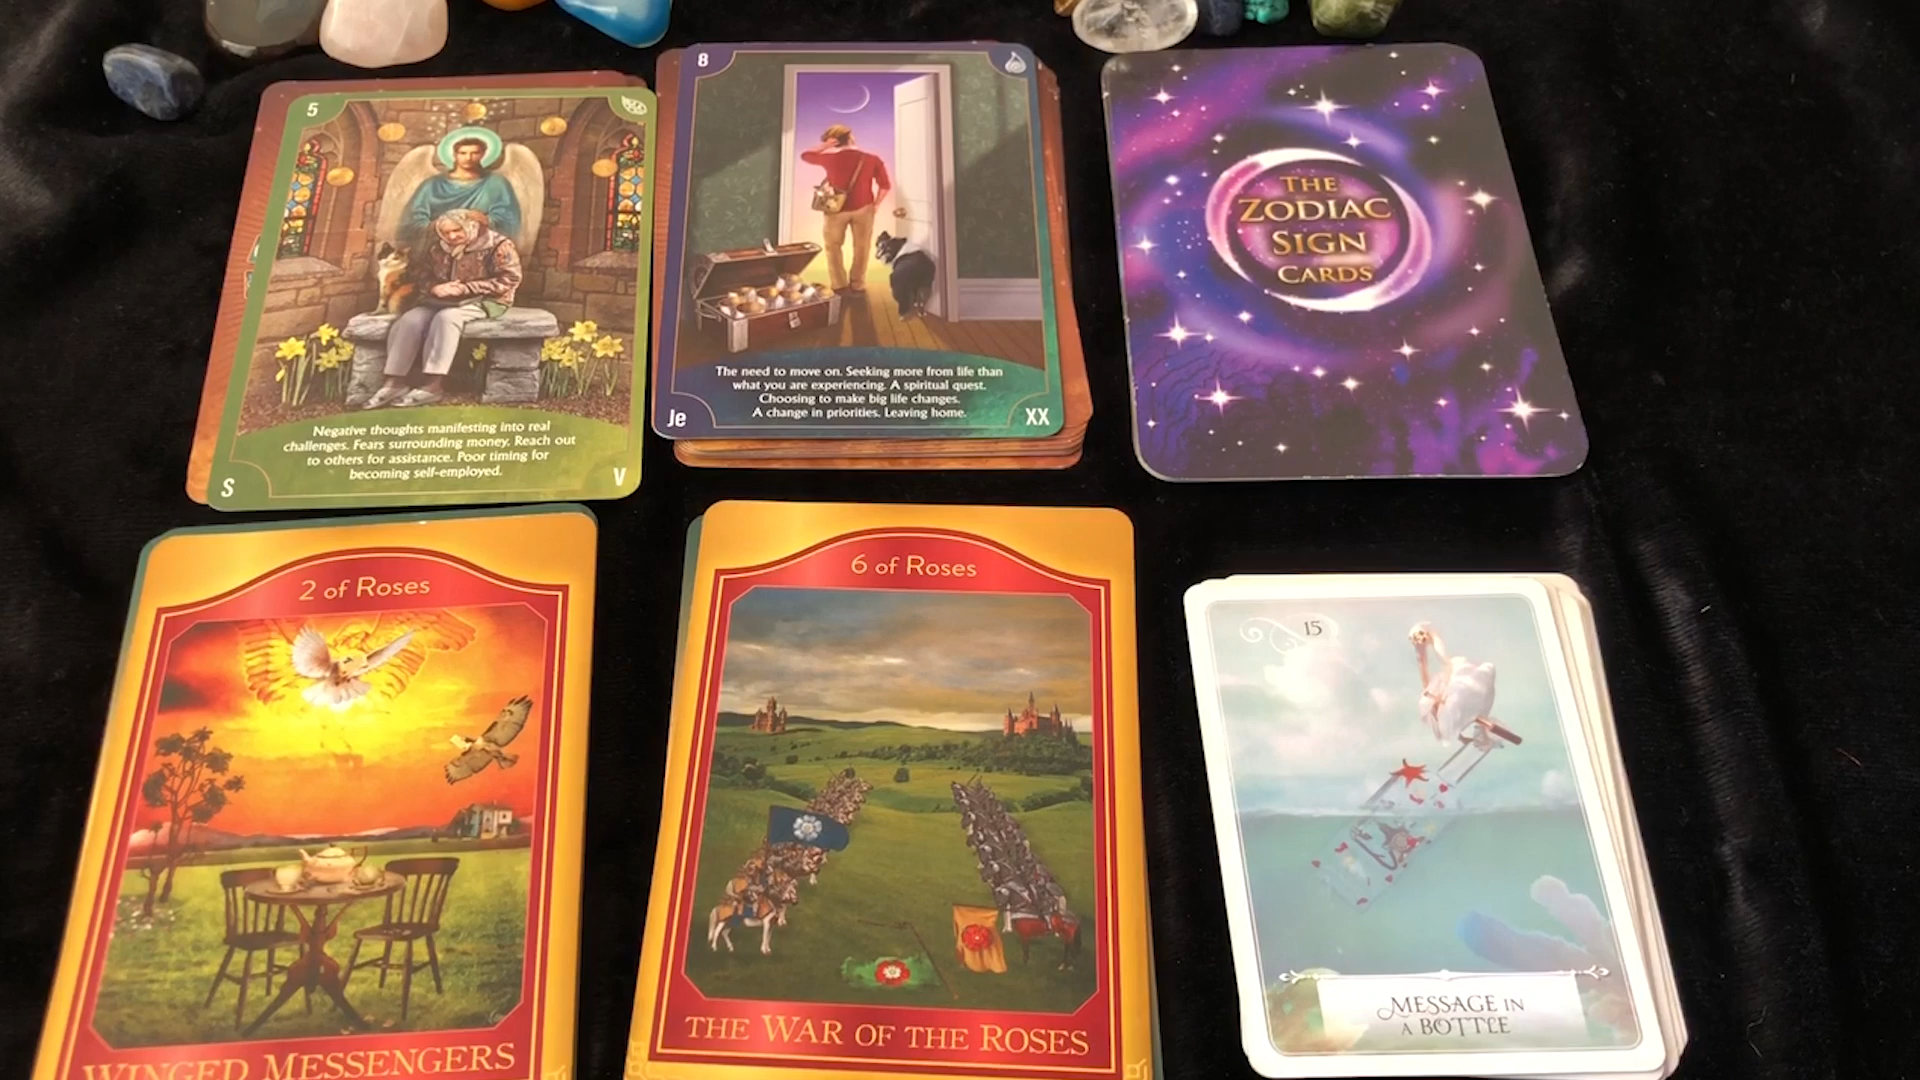 5
Negative thoughts manifesting into real
challenges. Fears surrounding money. Reach out
to others for assistance. Poor timing for
becoming self-employed.
S
V
8
The need to move on. Seeking more from life than
what you are experiencing. A spiritual quest.
Choosing to make big life changes.
A change in priorities. Leaving home.
Je
XX
THE
ZODIAC
SIGN
CARDS
2 of Roses
WINGED MESSENGERS
6 of Roses
THE WAR OF THE ROSES
15
MESSAGE IN
A BOTTLE